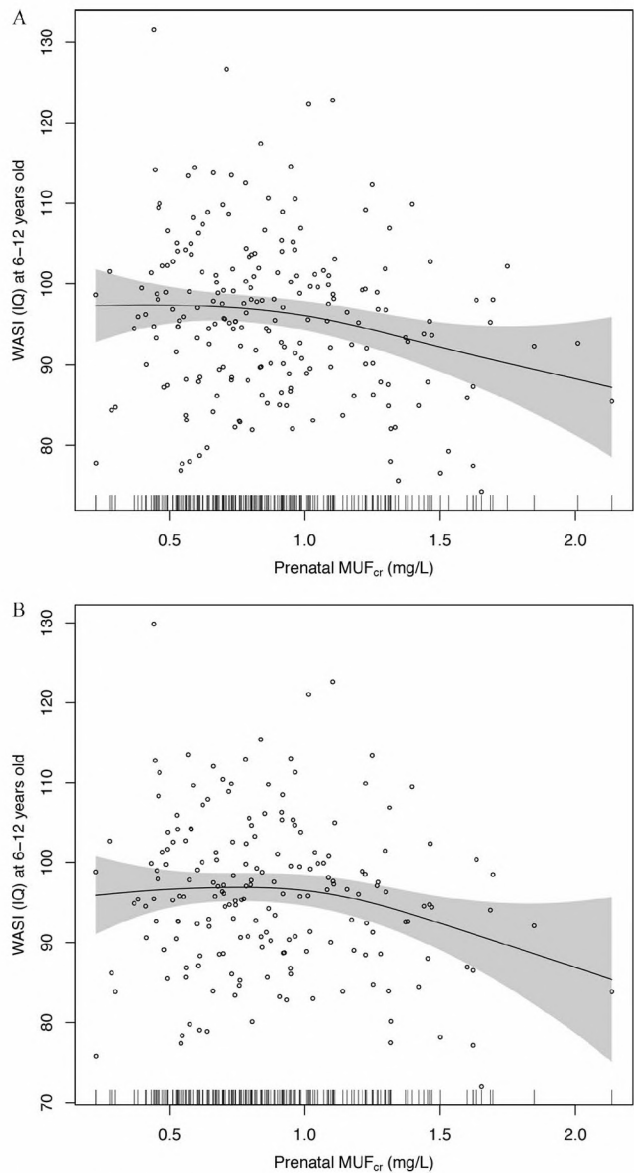 A
130
120
110
100
90
80
WASI (IQ) at 6–12 years old
0.5 1.0 1.5 2.0
Prenatal MUFcr (mg/L)
B
130
120
110
100
90
80
70
WASI (IQ) at 6–12 years old
0.5 1.0 1.5 2.0
Prenatal MUFcr (mg/L)